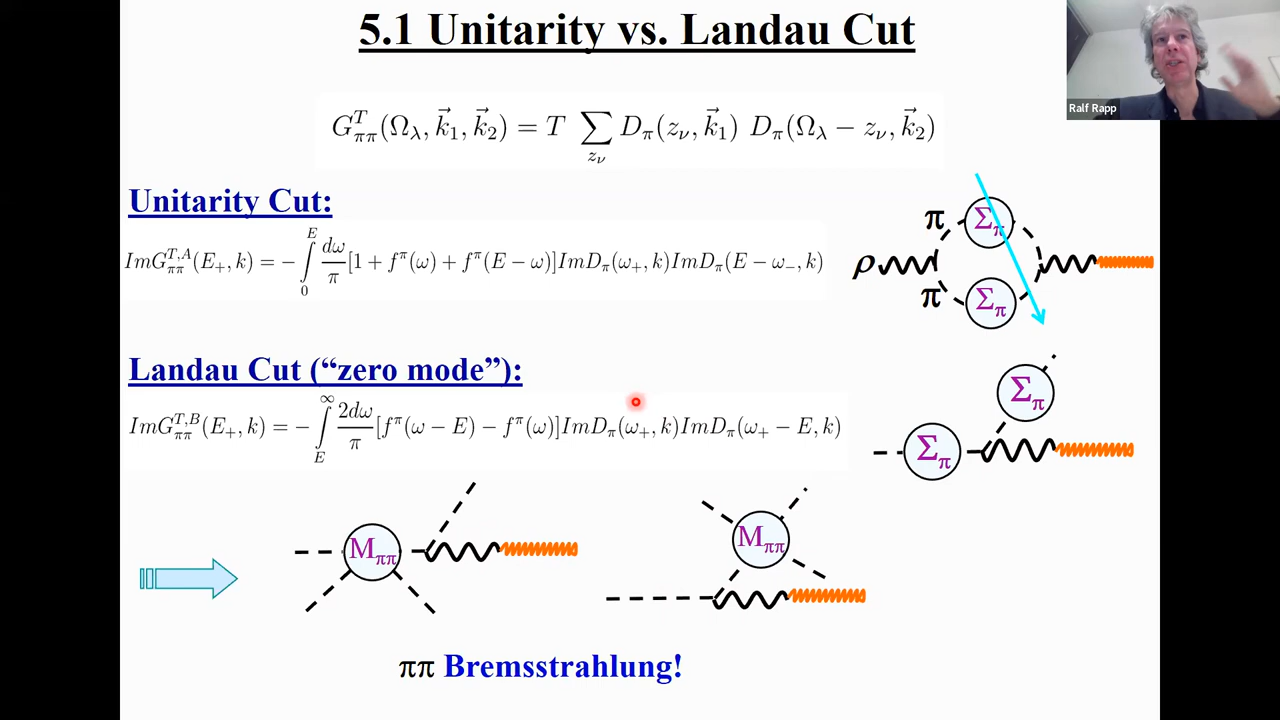 5.1 Unitarity vs. Landau Cut
Ralf Rapp
G^T_{ππ}(Ω_λ, k⃗_1, k⃗_2) = T ∑_{z_ν} D_π(z_ν, k⃗_1) D_π(Ω_λ − z_ν, k⃗_2)
Unitarity Cut:
ImG^{T,A}_{ππ}(E_+, k) = − ∫_0^E dω/π [1 + f^π(ω) + f^π(E − ω)]ImD_π(ω_+, k)ImD_π(E − ω_−, k)
π
Σ_π
ρ
π
Σ_π
Landau Cut (“zero mode”):
ImG^{T,B}_{ππ}(E_+, k) = − ∫_E^∞ 2dω/π [f^π(ω − E) − f^π(ω)]ImD_π(ω_+, k)ImD_π(ω_+ − E, k)
Σ_π
Σ_π
M_{ππ}
M_{ππ}
ππ Bremsstrahlung!